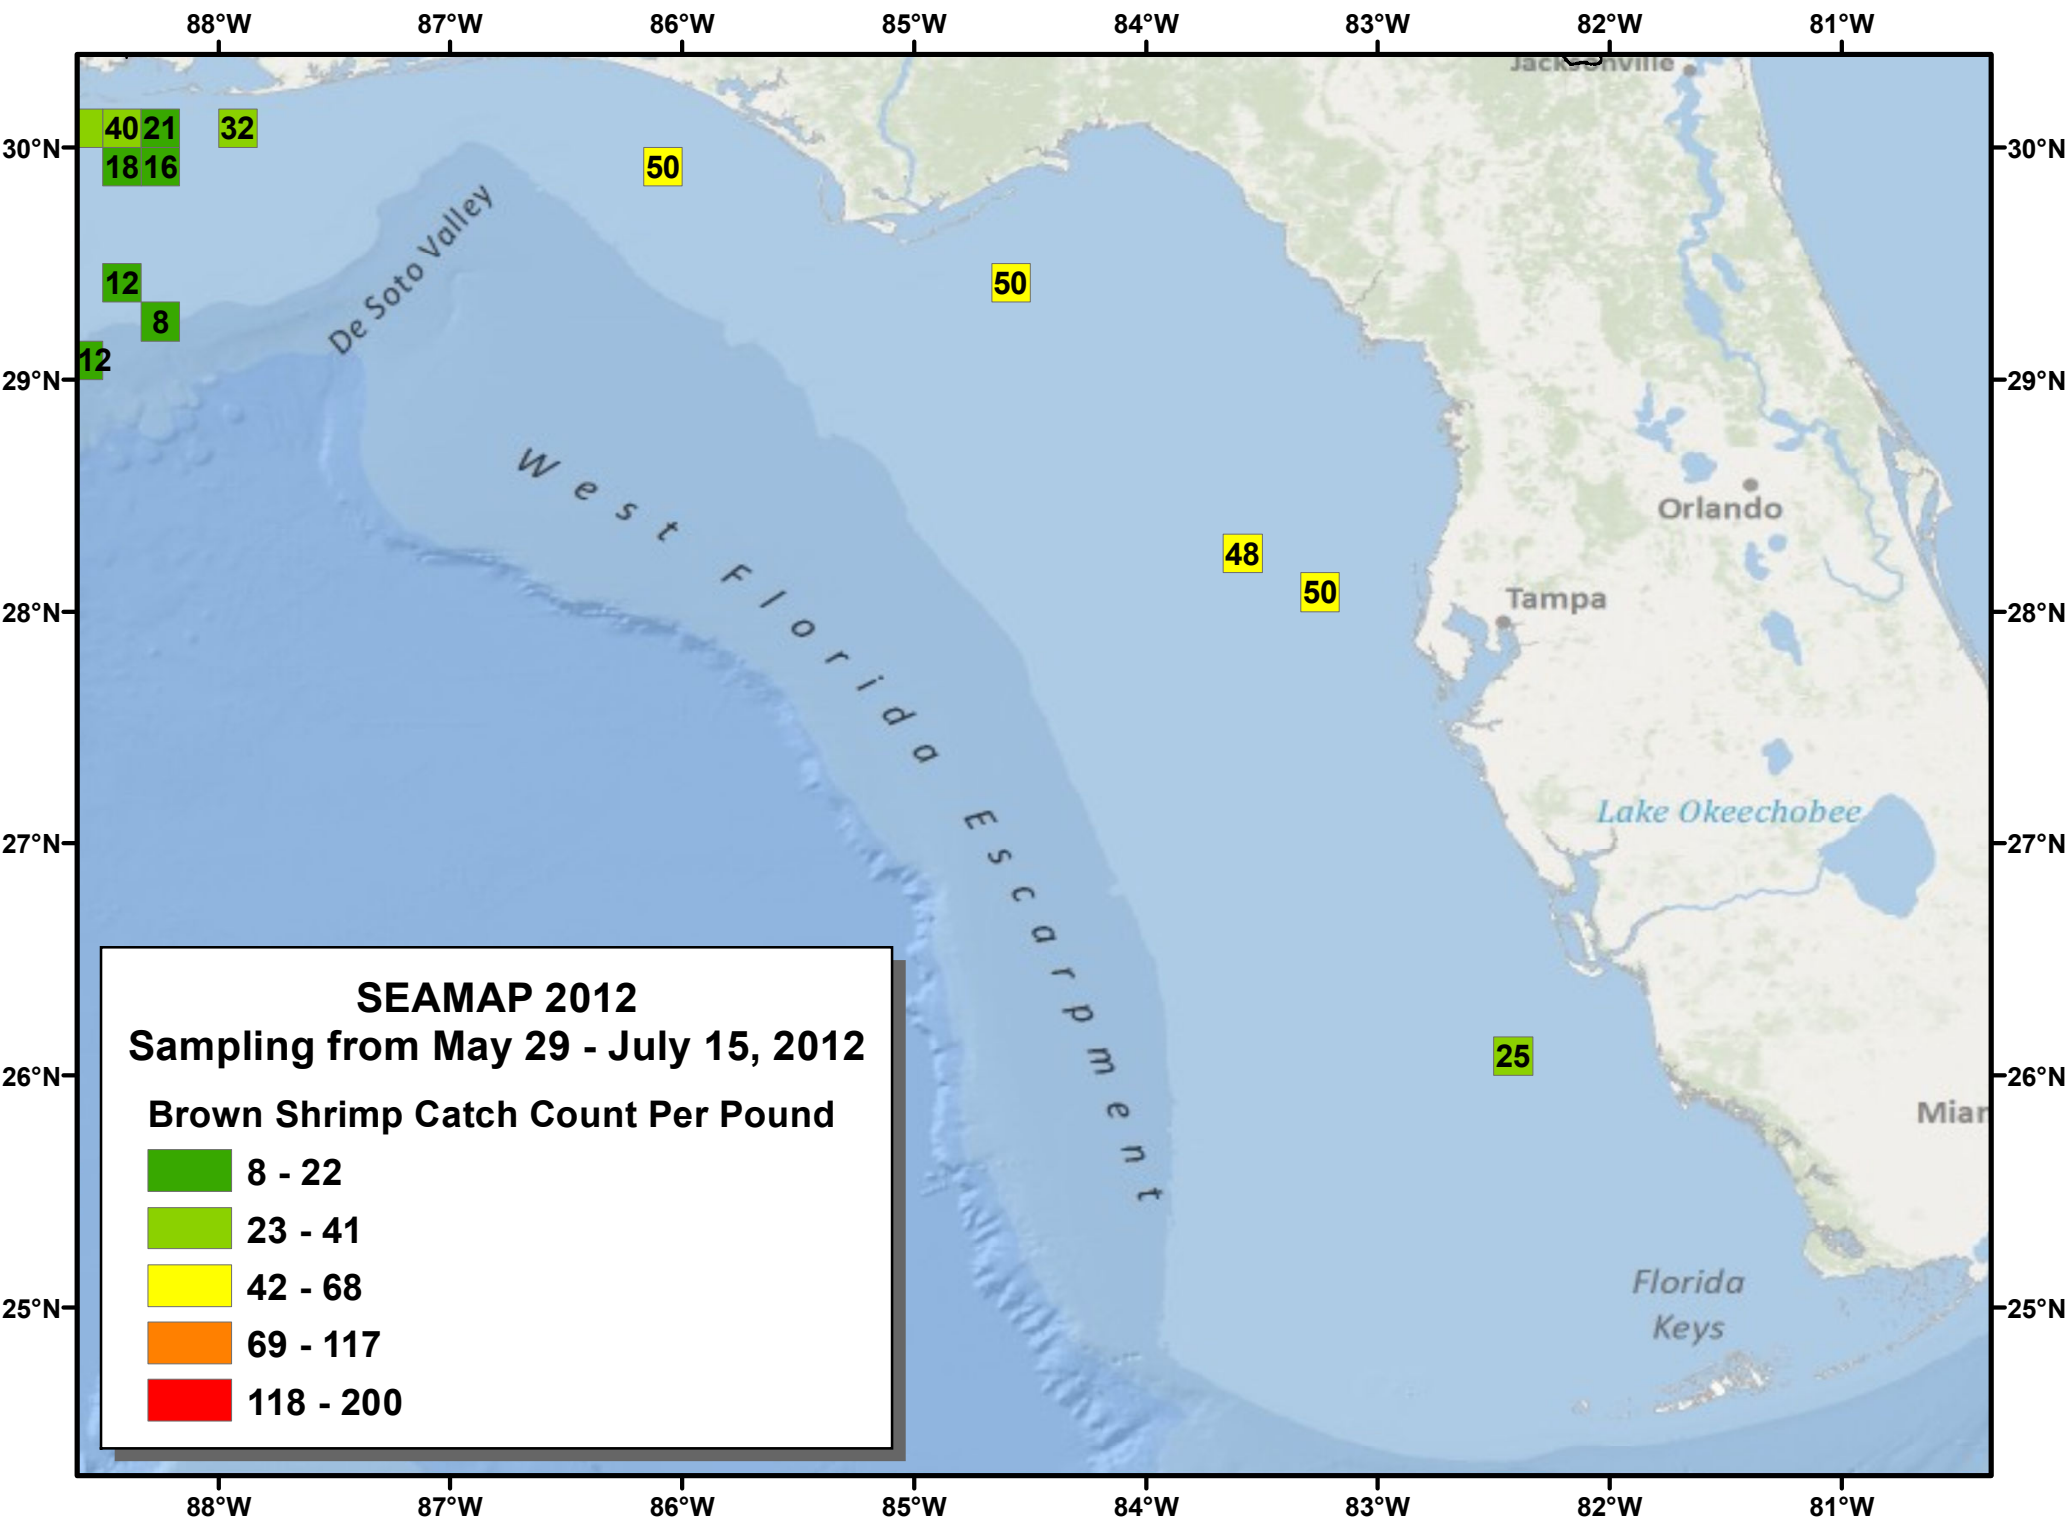 88°W 87°W 86°W 85°W 84°W 83°W 82°W 81°W
Jacksonville
40 21 32
30°N 30°N
18 16 50
De Soto Valley
12 50
8
12
29°N 29°N
West Florida Escarpment
Orlando
48
50
Tampa
28°N 28°N
Lake Okeechobee
27°N 27°N
25
26°N 26°N
Miar
25°N 25°N
Florida
Keys
SEAMAP 2012
Sampling from May 29 - July 15, 2012
Brown Shrimp Catch Count Per Pound
8 - 22
23 - 41
42 - 68
69 - 117
118 - 200
88°W 87°W 86°W 85°W 84°W 83°W 82°W 81°W